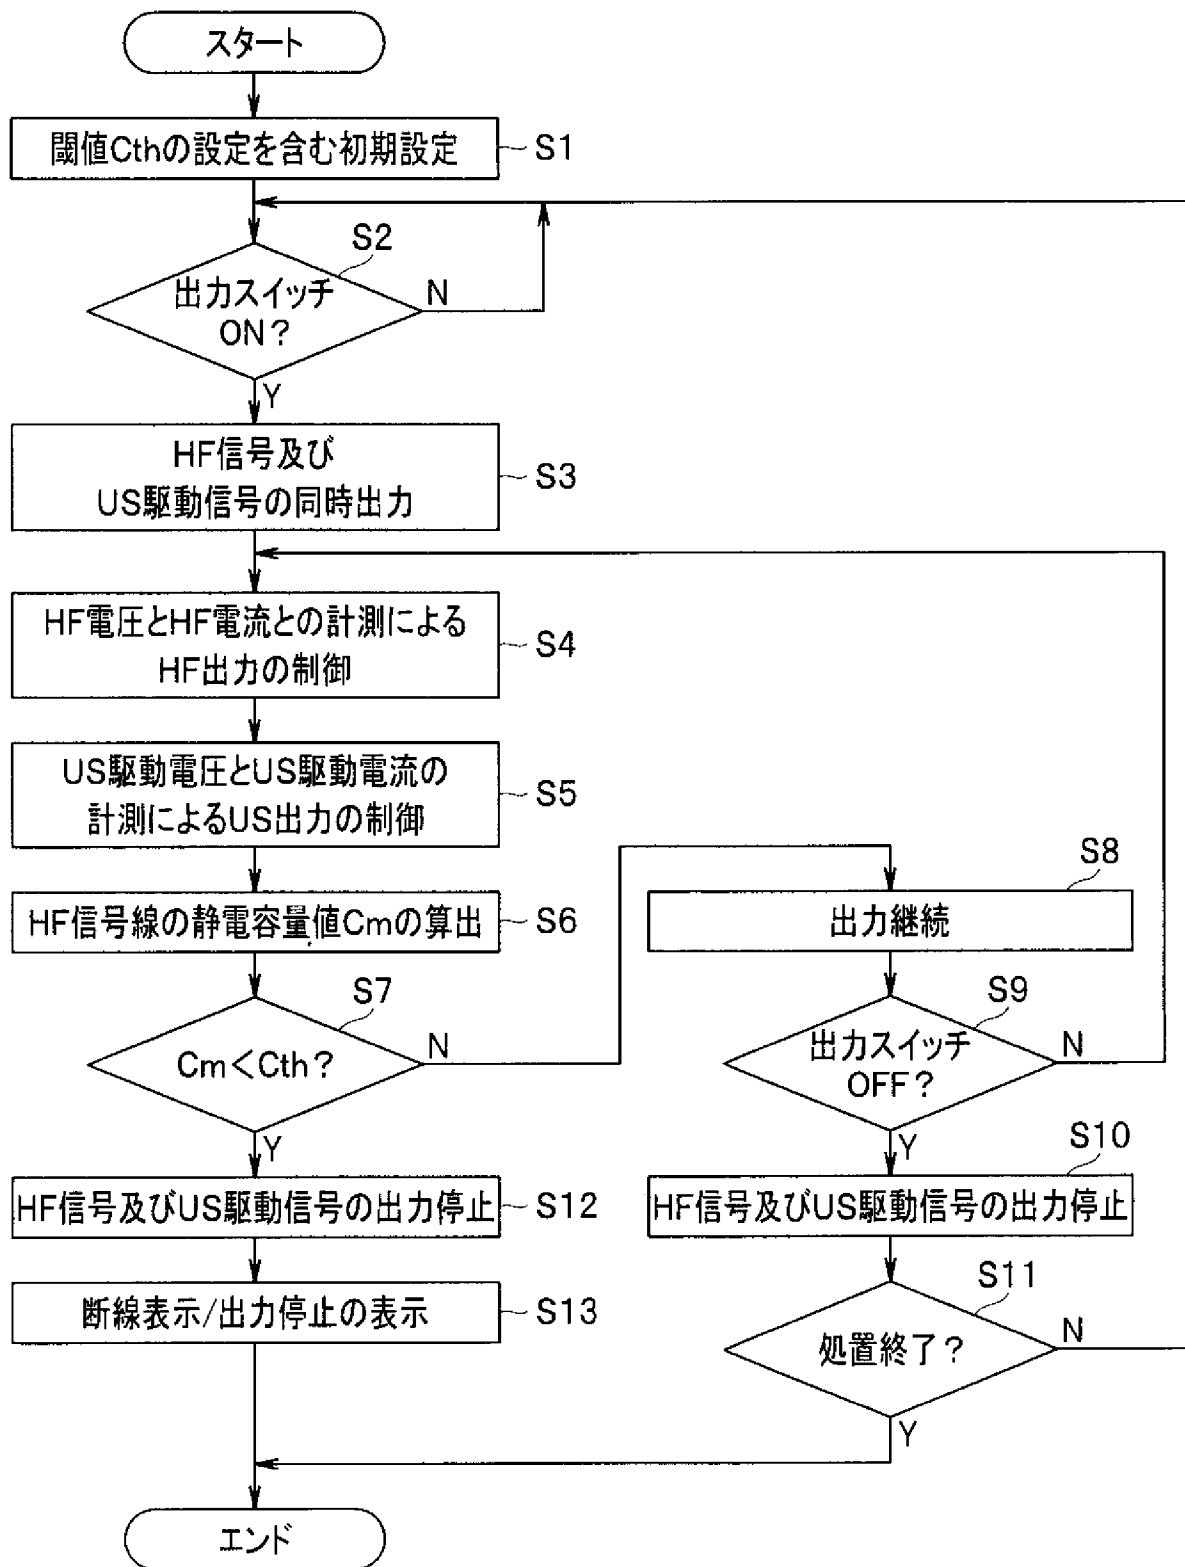 スタート
閾値Cthの設定を含む初期設定
S1
S2
出力スイッチ
ON?
N
Y
HF信号及び
US駆動信号の同時出力
S3
HF電圧とHF電流との計測による
HF出力の制御
S4
US駆動電圧とUS駆動電流の
計測によるUS出力の制御
S5
HF信号線の静電容量値Cmの算出
S6
S7
Cm<Cth?
N
Y
S8
出力継続
S9
出力スイッチ
OFF?
N
Y
S10
HF信号及びUS駆動信号の出力停止
S11
処置終了?
N
Y
HF信号及びUS駆動信号の出力停止
S12
断線表示/出力停止の表示
S13
エンド